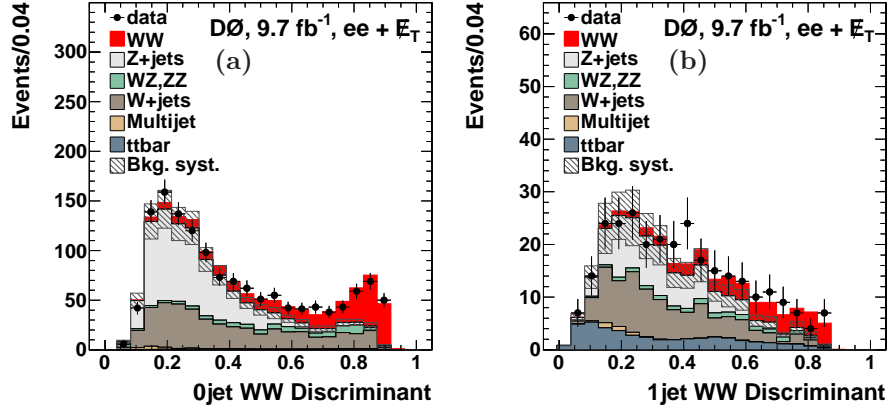 Events/0.04
350
300
250
200
150
100
50
0
data
WW
Z+jets
WZ,ZZ
W+jets
Multijet
ttbar
Bkg. syst.
DØ, 9.7 fb⁻¹, ee + E̸_T
(a)
0 0.2 0.4 0.6 0.8 1
0jet WW Discriminant
Events/0.04
60
50
40
30
20
10
0
data
WW
Z+jets
WZ,ZZ
W+jets
Multijet
ttbar
Bkg. syst.
DØ, 9.7 fb⁻¹, ee + E̸_T
(b)
0 0.2 0.4 0.6 0.8 1
1jet WW Discriminant